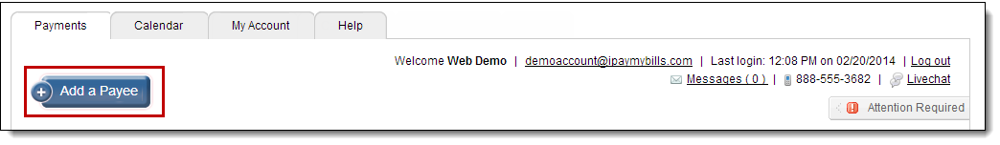 Payments Calendar My Account Help
Welcome Web Demo | demoaccount@ipaymybills.com | Last login: 12:08 PM on 02/20/2014 | Log out
Messages ( 0 ) | 888-555-3682 | Livechat
Add a Payee
Attention Required